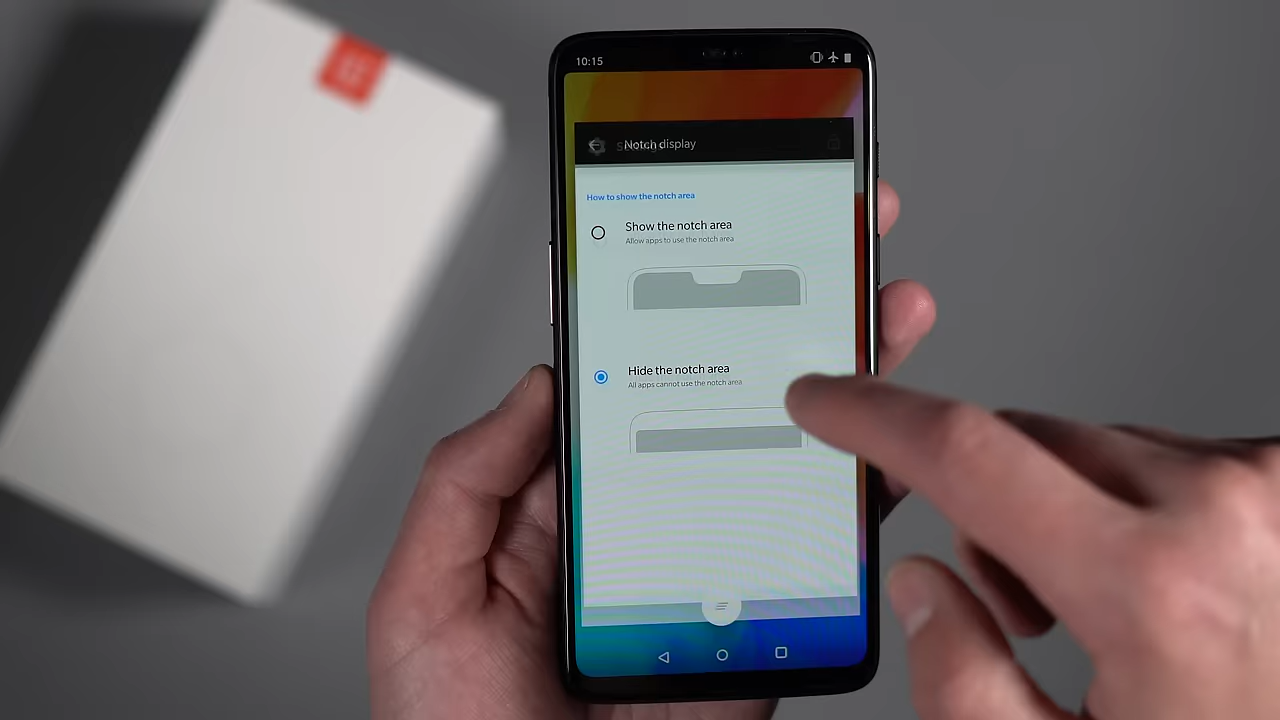 10:15
Notch display
How to show the notch area
Show the notch area
Allow apps to use the notch area
Hide the notch area
All apps cannot use the notch area